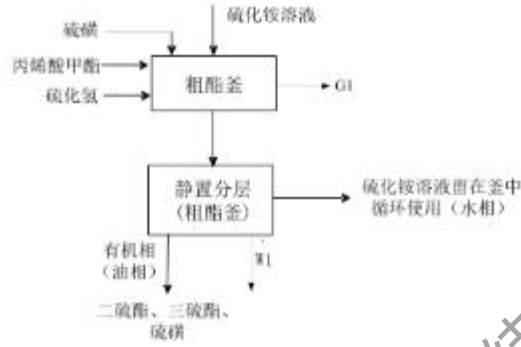 硫化铵溶液
硫磺
丙烯酸甲酯
粗酯釜
G1
硫化氢
静置分层
(粗酯釜)
硫化铵溶液留在釜中
循环使用（水相）
有机相
（油相）
W1
二硫酯、三硫酯、
硫磺